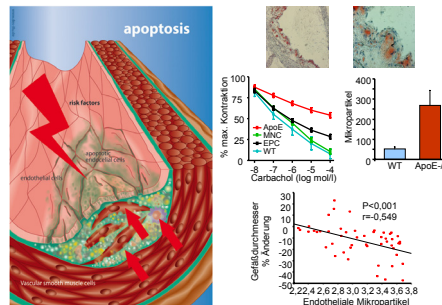 apoptosis
risk factors
apoptotic
endothelial cells
endothelial cells
Vascular smooth muscle cells
% max. Kontraktion
100
75
50
25
0
ApoE
MNC
EPC
WT
-8 -7 -6 -5 -4
Carbachol (log mol/l)
Mikropartikel
400
300
200
100
0
WT ApoE-
Gefäßdurchmesser
% Änderung
30
20
10
0
-10
-20
-30
-40
-50
P<0,001
r=-0,549
2,2 2,4 2,6 2,8 3,0 3,2 3,4 3,6 3,8
Endotheliale Mikropartikel